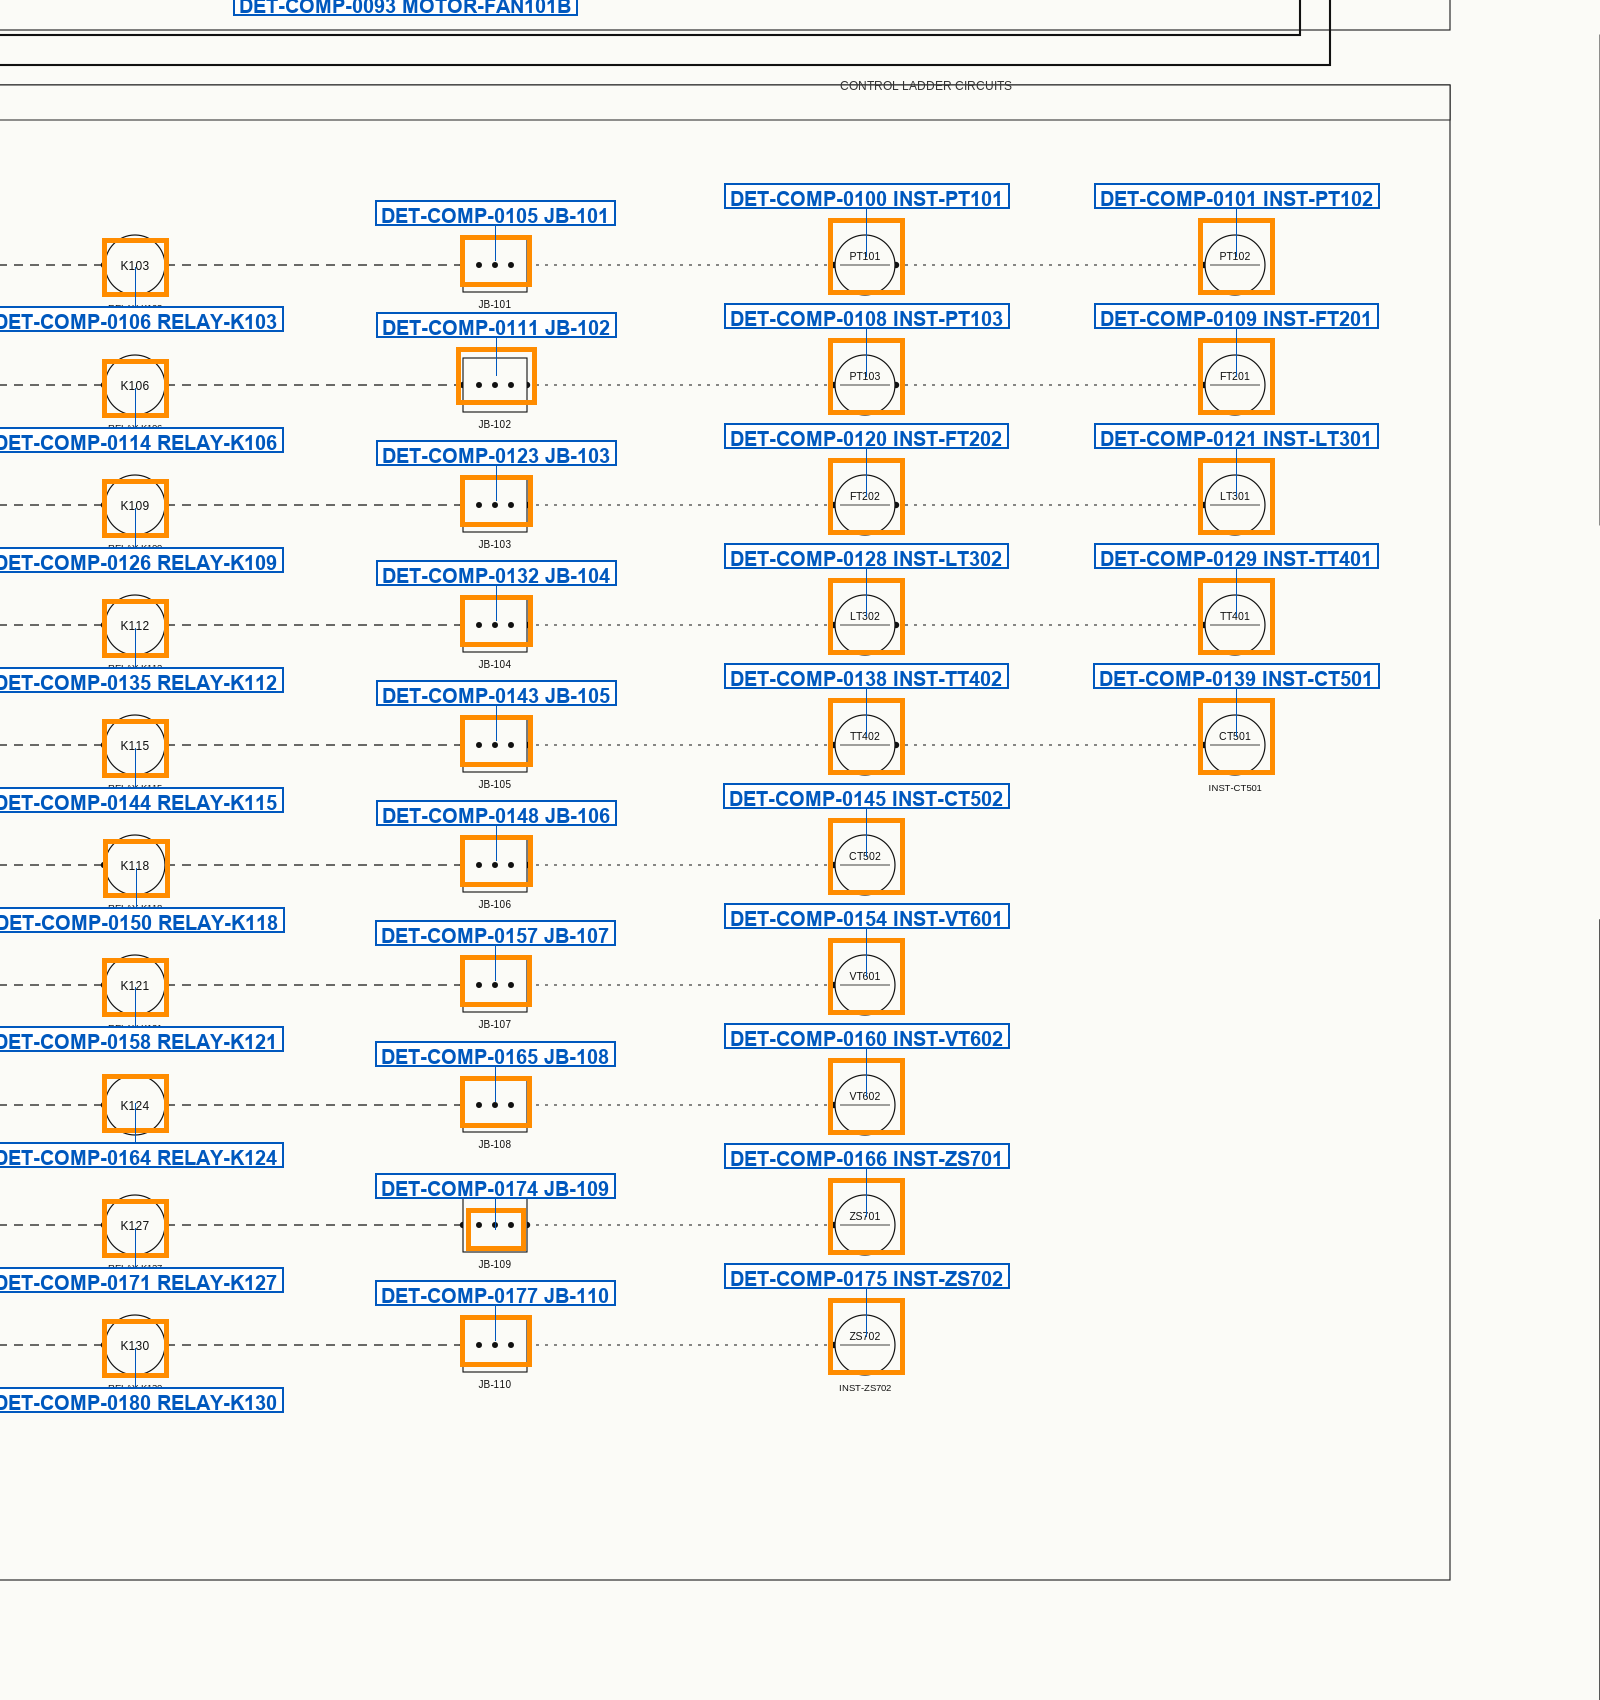 DET-COMP-0093 MOTOR-FAN101B
CONTROL LADDER CIRCUITS
DET-COMP-0100 INST-PT101
DET-COMP-0101 INST-PT102
DET-COMP-0105 JB-101
K103
PT101
PT102
JB-101
DET-COMP-0106 RELAY-K103
DET-COMP-0111 JB-102
DET-COMP-0108 INST-PT103
DET-COMP-0109 INST-FT201
K106
PT103
FT201
JB-102
DET-COMP-0114 RELAY-K106
DET-COMP-0123 JB-103
DET-COMP-0120 INST-FT202
DET-COMP-0121 INST-LT301
K109
FT202
LT301
JB-103
DET-COMP-0126 RELAY-K109
DET-COMP-0132 JB-104
DET-COMP-0128 INST-LT302
DET-COMP-0129 INST-TT401
K112
LT302
TT401
JB-104
DET-COMP-0135 RELAY-K112
DET-COMP-0143 JB-105
DET-COMP-0138 INST-TT402
DET-COMP-0139 INST-CT501
K115
TT402
CT501
JB-105
INST-CT501
DET-COMP-0144 RELAY-K115
DET-COMP-0148 JB-106
DET-COMP-0145 INST-CT502
K118
CT502
JB-106
DET-COMP-0150 RELAY-K118
DET-COMP-0157 JB-107
DET-COMP-0154 INST-VT601
K121
VT601
JB-107
DET-COMP-0158 RELAY-K121
DET-COMP-0165 JB-108
DET-COMP-0160 INST-VT602
K124
VT602
JB-108
DET-COMP-0164 RELAY-K124
DET-COMP-0174 JB-109
DET-COMP-0166 INST-ZS701
K127
ZS701
JB-109
DET-COMP-0171 RELAY-K127
DET-COMP-0177 JB-110
DET-COMP-0175 INST-ZS702
K130
ZS702
JB-110
INST-ZS702
DET-COMP-0180 RELAY-K130